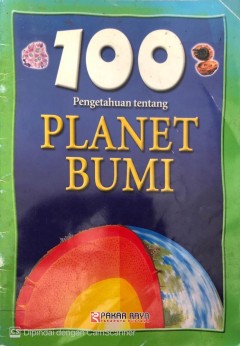 100
Pengetahuan tentang
PLANET
BUMI
PAKAR RAYA
Dipindai dengan CamScanner